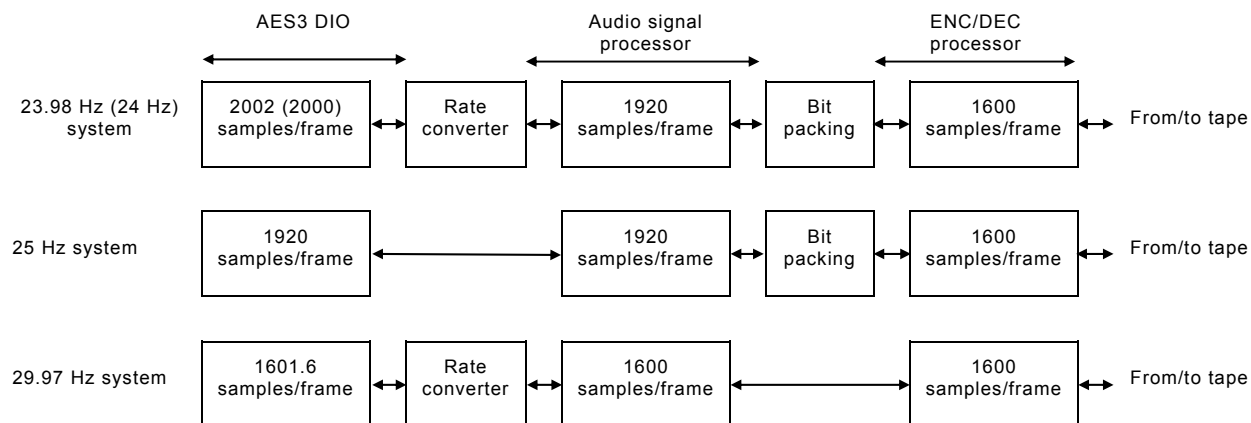 AES3 DIO
Audio signal
processor
ENC/DEC
processor
23.98 Hz (24 Hz)
system
2002 (2000)
samples/frame
Rate
converter
1920
samples/frame
Bit
packing
1600
samples/frame
From/to tape
25 Hz system
1920
samples/frame
1920
samples/frame
Bit
packing
1600
samples/frame
From/to tape
29.97 Hz system
1601.6
samples/frame
Rate
converter
1600
samples/frame
1600
samples/frame
From/to tape